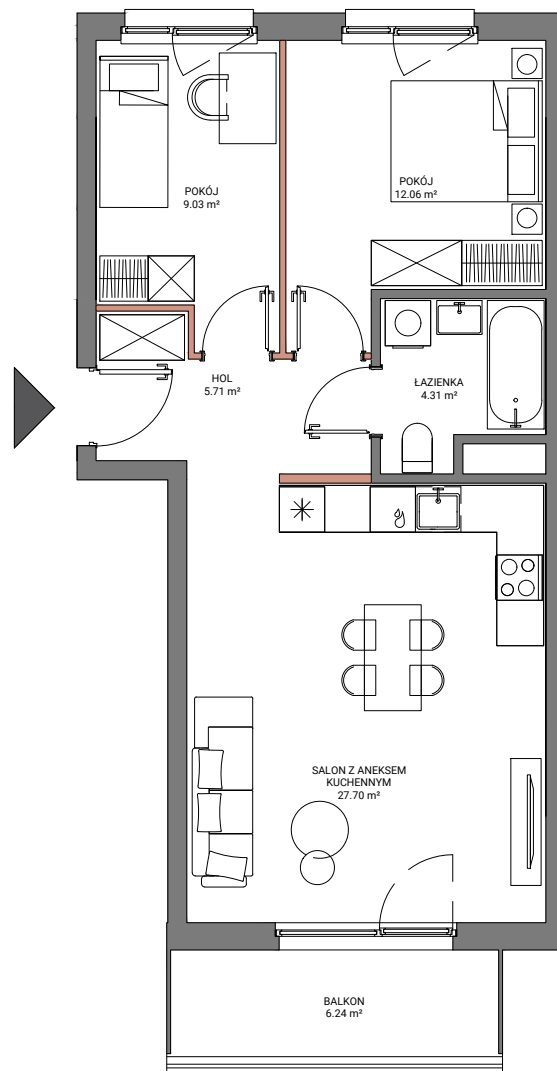 POKÓJ
9.03 m²
POKÓJ
12.06 m²
HOL
5.71 m²
ŁAZIENKA
4.31 m²
SALON Z ANEKSEM
KUCHENNYM
27.70 m²
BALKON
6.24 m²